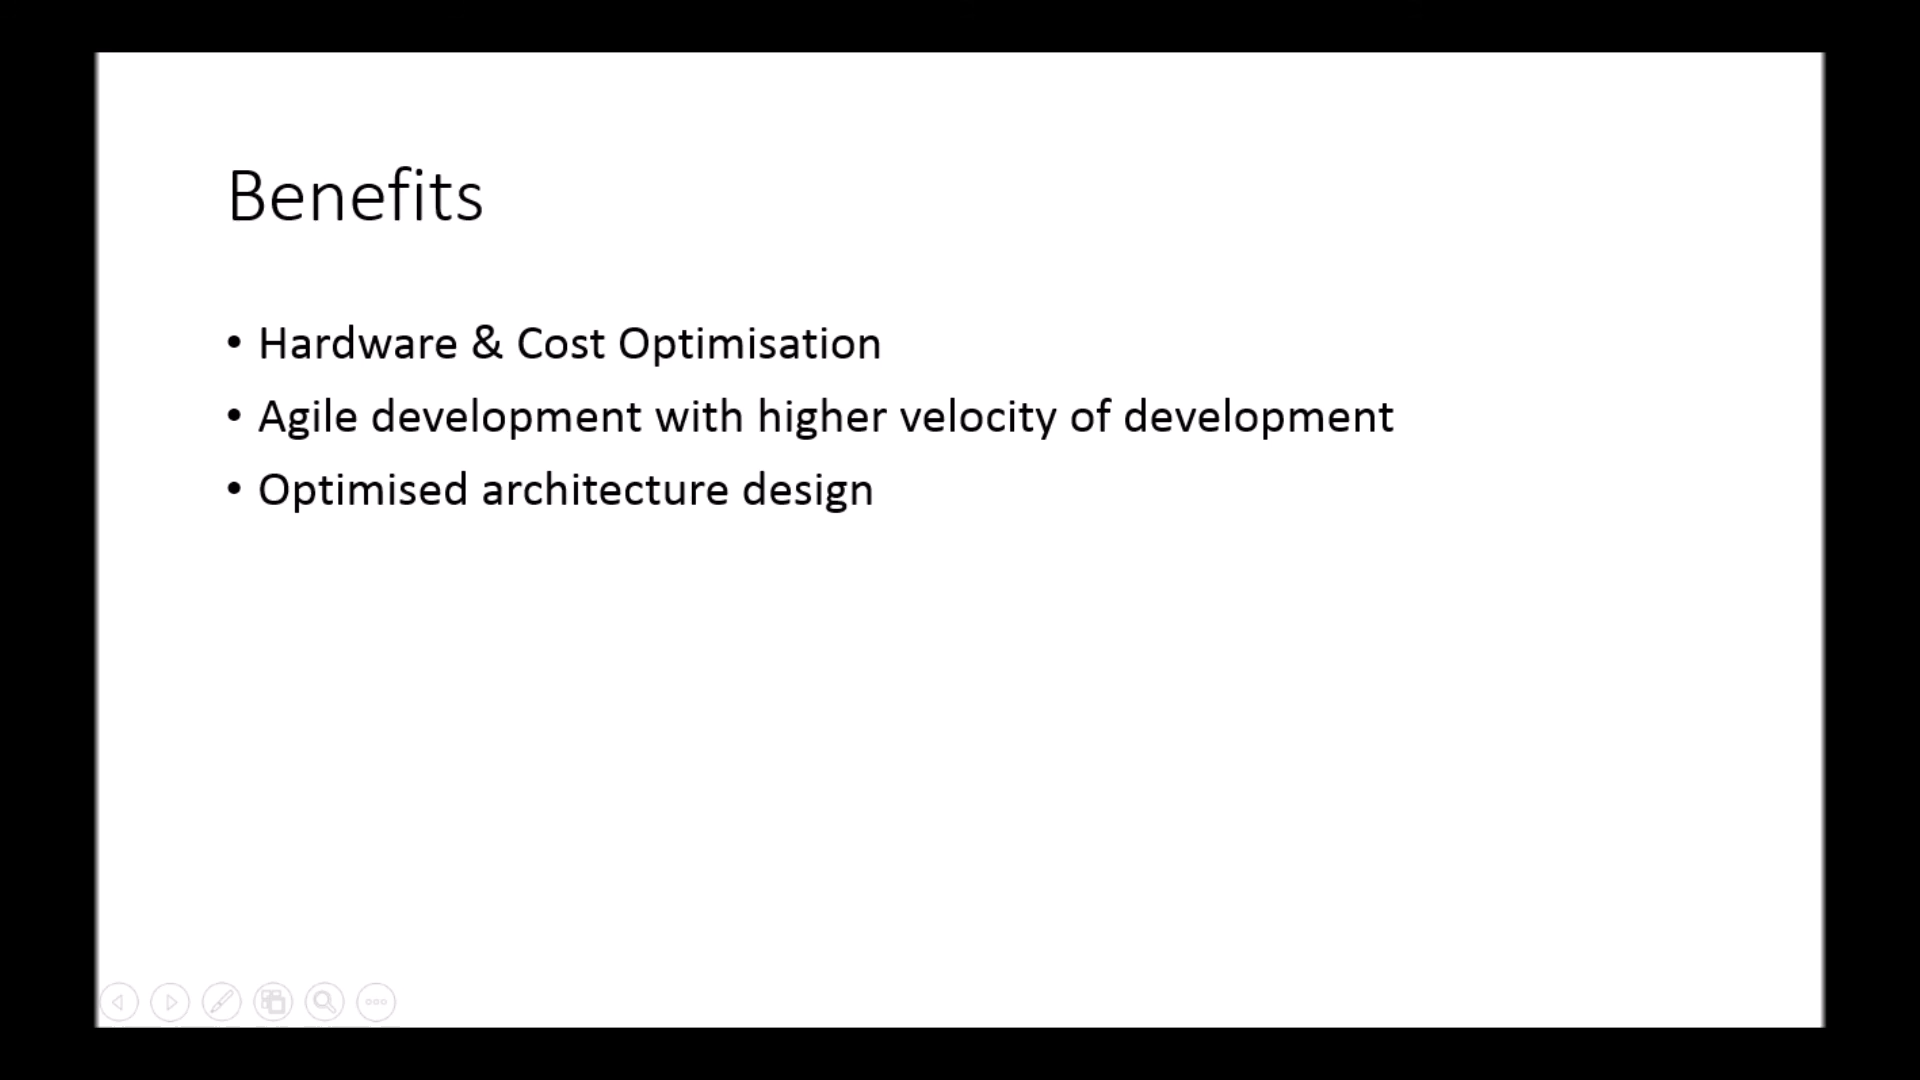 Benefits
• Hardware & Cost Optimisation
• Agile development with higher velocity of development
• Optimised architecture design